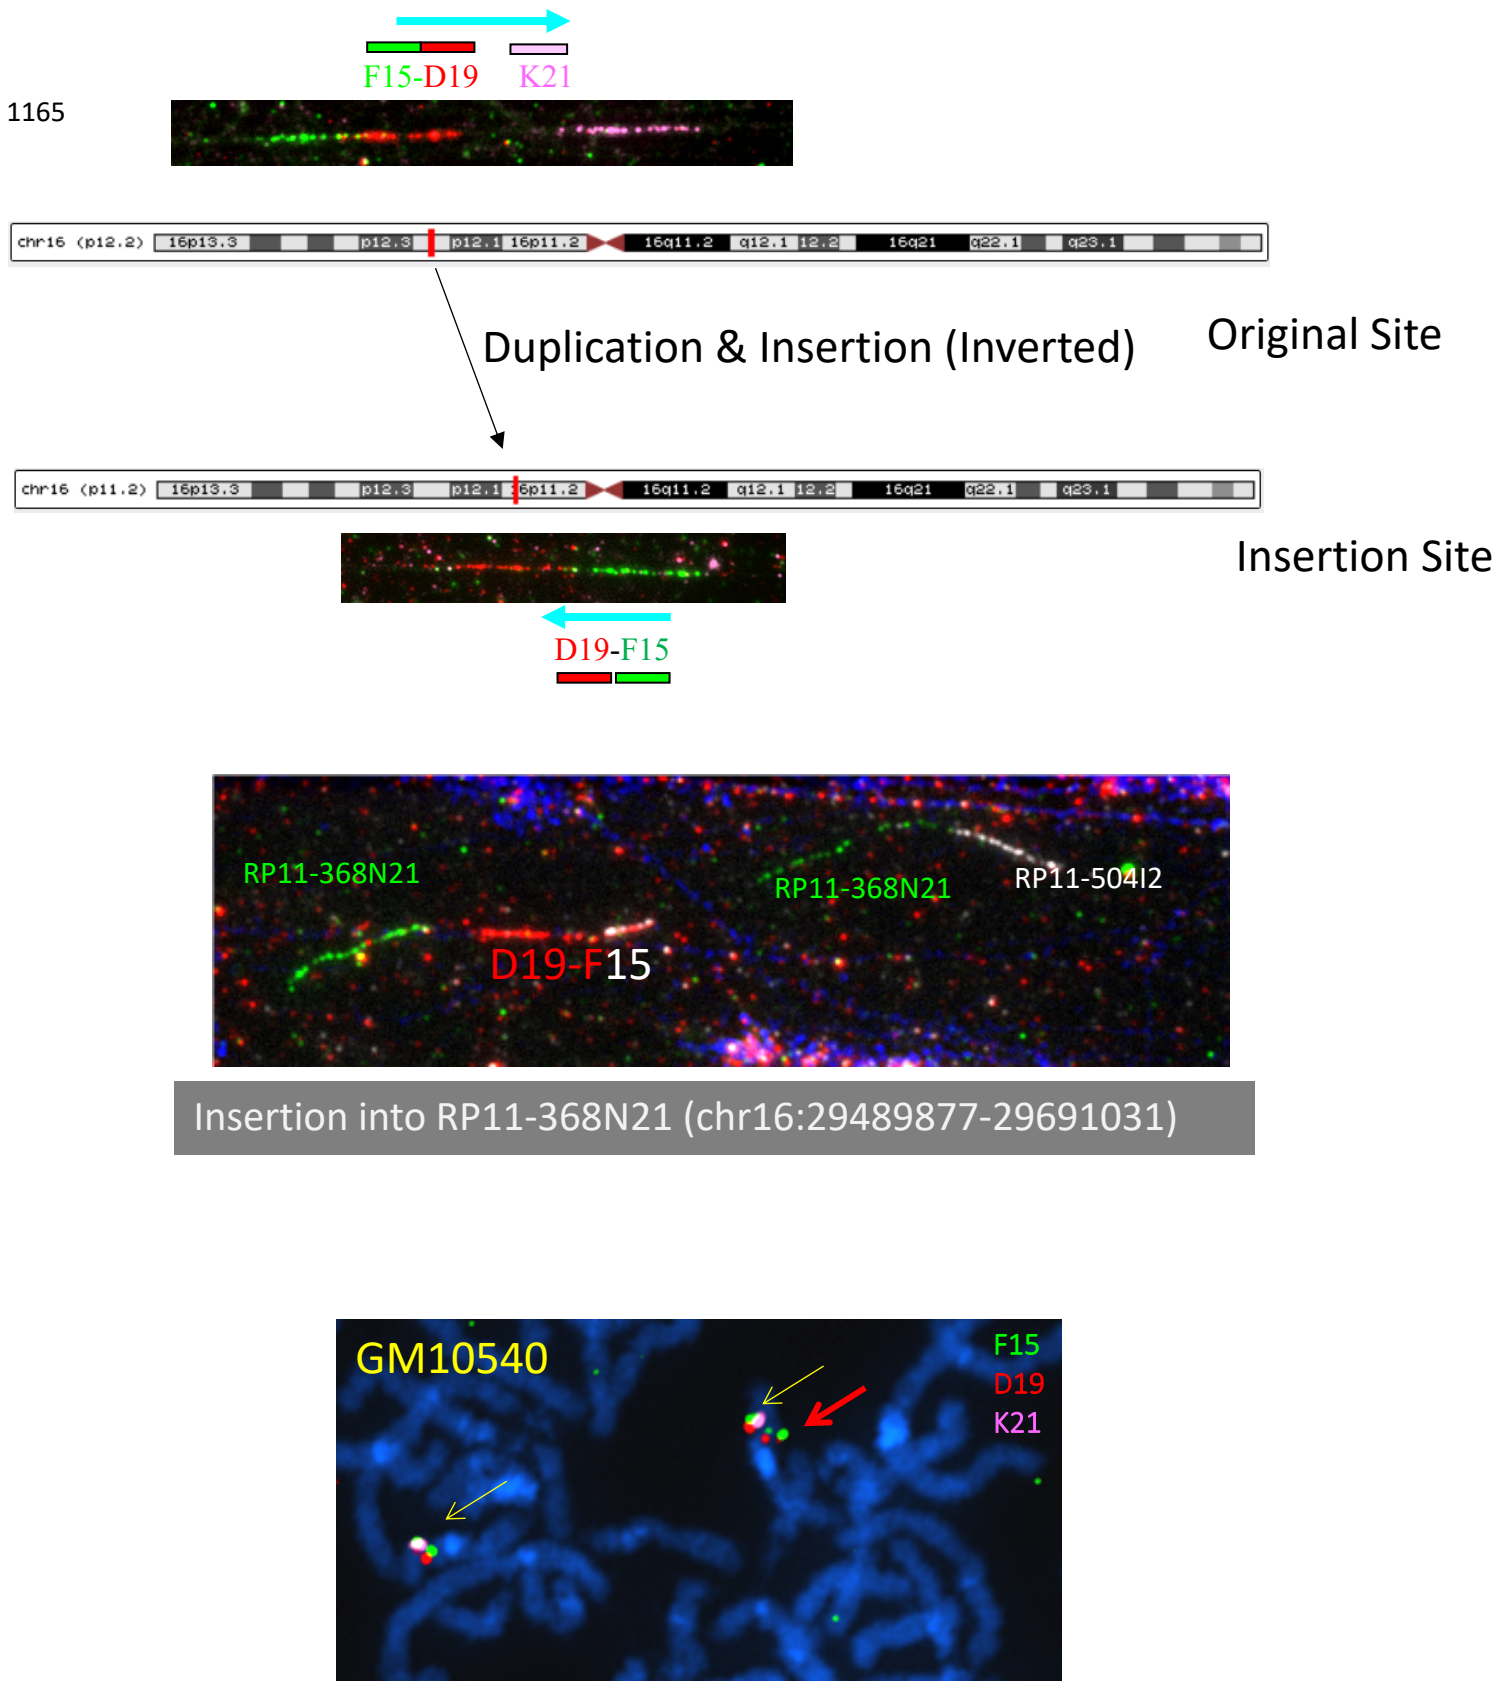 F15-D19 K21
1165
chr16 (p12.2) 16p13.3 p12.3 p12.1 16p11.2 16q11.2 q12.1 12.2 16q21 q22.1 q23.1
Duplication & Insertion (Inverted)
Original Site
chr16 (p11.2) 16p13.3 p12.3 p12.1 16p11.2 16q11.2 q12.1 12.2 16q21 q22.1 q23.1
Insertion Site
D19-F15
RP11-368N21
RP11-368N21
RP11-504I2
D19-F15
Insertion into RP11-368N21 (chr16:29489877-29691031)
GM10540
F15
D19
K21